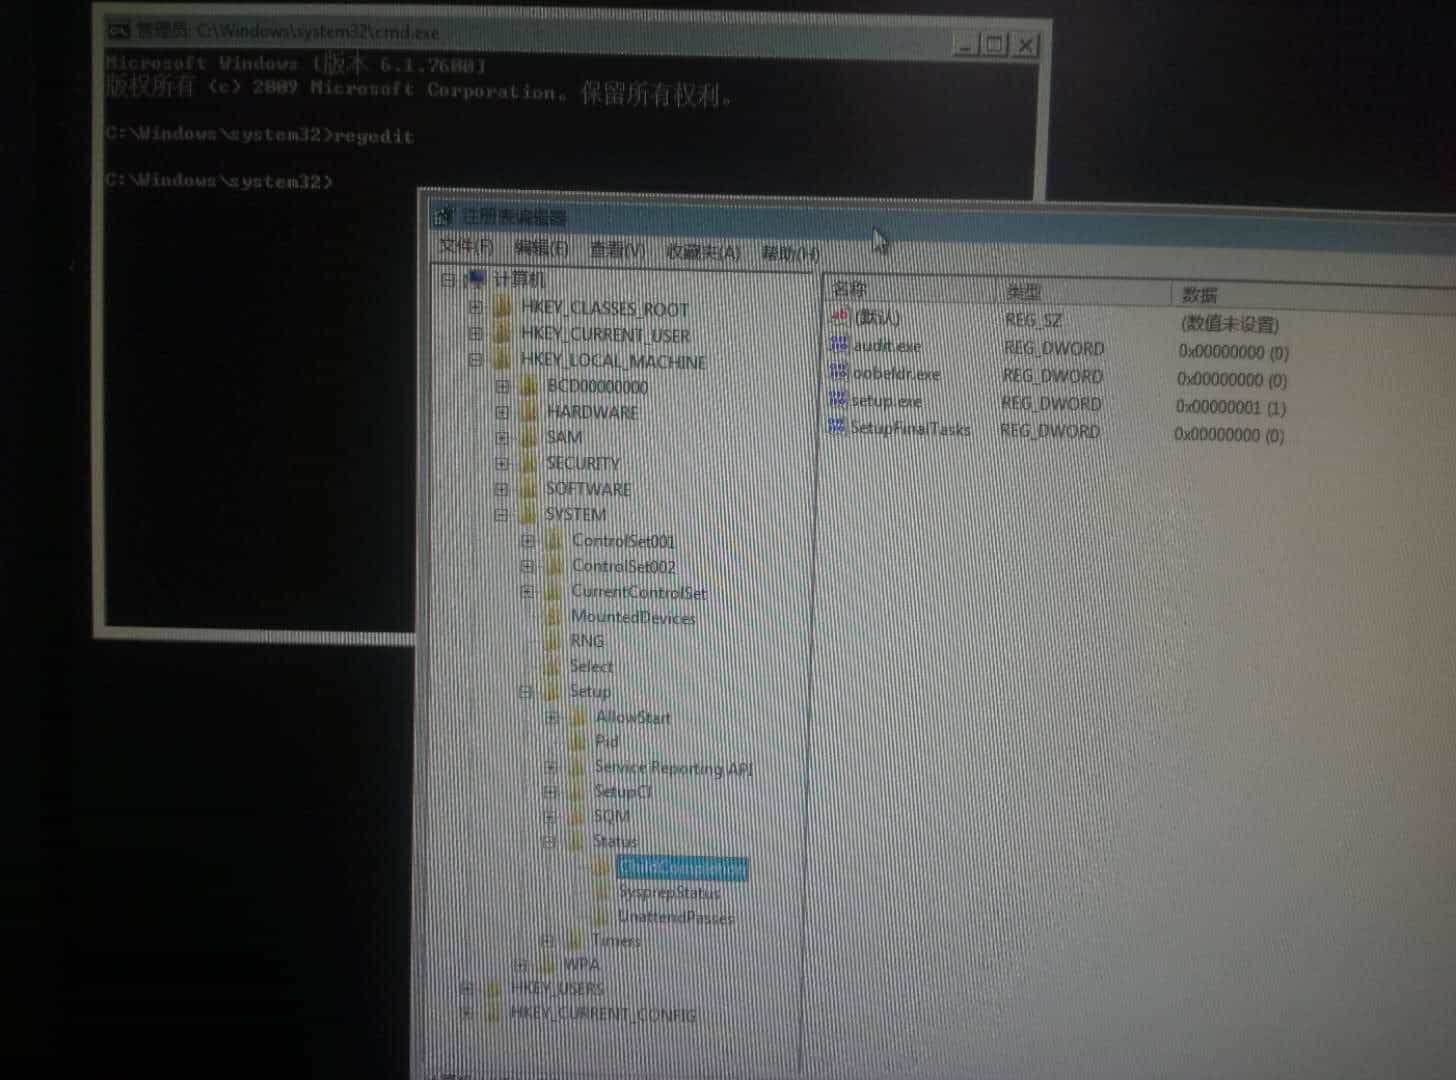 管理员: C:\Windows\system32\cmd.exe
Microsoft Windows [版本 6.1.7600]
版权所有 (c) 2009 Microsoft Corporation。保留所有权利。
C:\Windows\system32>regedit
C:\Windows\system32>
注册表编辑器
文件(F) 编辑(E) 查看(V) 收藏夹(A) 帮助(H)
计算机
HKEY_CLASSES_ROOT
HKEY_CURRENT_USER
HKEY_LOCAL_MACHINE
BCD00000000
HARDWARE
SAM
SECURITY
SOFTWARE
SYSTEM
ControlSet001
ControlSet002
CurrentControlSet
MountedDevices
RNG
Select
Setup
AllowStart
Pid
Service Reporting API
SetupCl
SQM
Status
ChildCompletion
SysprepStatus
UnattendPasses
Timers
WPA
HKEY_USERS
HKEY_CURRENT_CONFIG
名称 类型 数据
(默认) REG_SZ (数值未设置)
audit.exe REG_DWORD 0x00000000 (0)
oobeldr.exe REG_DWORD 0x00000000 (0)
setup.exe REG_DWORD 0x00000001 (1)
SetupFinalTasks REG_DWORD 0x00000000 (0)